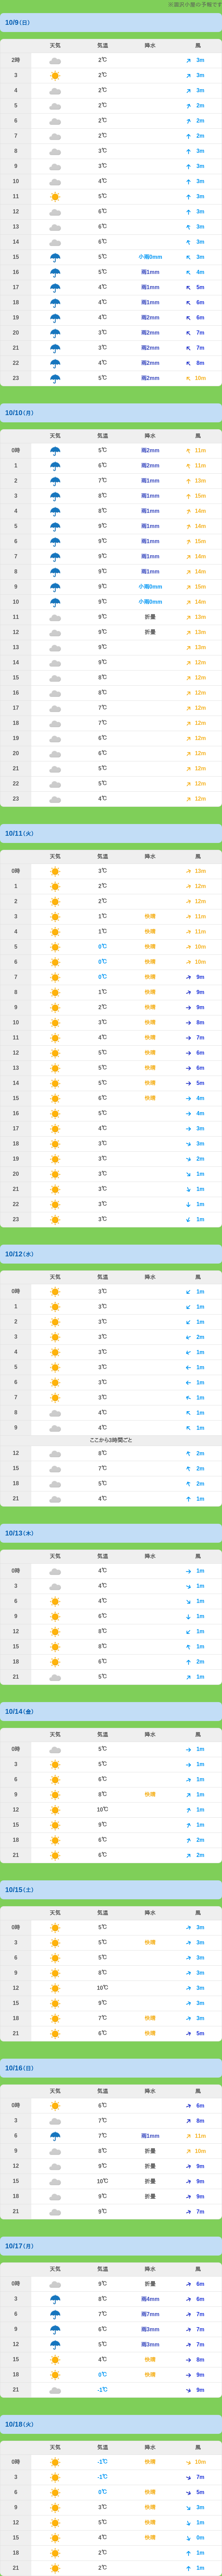 ※選択小屋の予報です
10/9(日)
天気 気温 降水 風
2時 2℃ 3m
3 2℃ 3m
4 2℃ 3m
5 2℃ 2m
6 2℃ 2m
7 2℃ 2m
8 3℃ 3m
9 3℃ 3m
10 4℃ 3m
11 5℃ 3m
12 6℃ 3m
13 6℃ 3m
14 6℃ 3m
15 5℃ 小雨0mm 3m
16 5℃ 雨1mm 4m
17 4℃ 雨1mm 5m
18 4℃ 雨1mm 6m
19 4℃ 雨2mm 6m
20 3℃ 雨2mm 7m
21 3℃ 雨2mm 7m
22 4℃ 雨2mm 8m
23 5℃ 雨2mm 10m
10/10(月)
天気 気温 降水 風
0時 5℃ 雨2mm 11m
1 6℃ 雨2mm 11m
2 7℃ 雨1mm 13m
3 8℃ 雨1mm 15m
4 8℃ 雨1mm 14m
5 9℃ 雨1mm 14m
6 9℃ 雨1mm 15m
7 9℃ 雨1mm 14m
8 9℃ 雨1mm 14m
9 9℃ 小雨0mm 15m
10 9℃ 小雨0mm 14m
11 9℃ 折曇 13m
12 9℃ 折曇 13m
13 9℃ 13m
14 9℃ 12m
15 8℃ 12m
16 8℃ 12m
17 7℃ 12m
18 7℃ 12m
19 6℃ 12m
20 6℃ 12m
21 5℃ 12m
22 5℃ 12m
23 4℃ 12m
10/11(火)
天気 気温 降水 風
0時 3℃ 13m
1 2℃ 12m
2 2℃ 12m
3 1℃ 快晴 11m
4 1℃ 快晴 11m
5 0℃ 快晴 10m
6 0℃ 快晴 10m
7 0℃ 快晴 9m
8 1℃ 快晴 9m
9 2℃ 快晴 9m
10 3℃ 快晴 8m
11 4℃ 快晴 7m
12 5℃ 快晴 6m
13 5℃ 快晴 6m
14 5℃ 快晴 5m
15 6℃ 快晴 4m
16 5℃ 4m
17 4℃ 3m
18 3℃ 3m
19 3℃ 2m
20 3℃ 1m
21 3℃ 1m
22 3℃ 1m
23 3℃ 1m
10/12(水)
天気 気温 降水 風
0時 3℃ 1m
1 3℃ 1m
2 3℃ 1m
3 3℃ 2m
4 3℃ 1m
5 3℃ 1m
6 3℃ 1m
7 3℃ 1m
8 4℃ 1m
9 4℃ 1m
ここから3時間ごと
12 8℃ 2m
15 7℃ 2m
18 5℃ 2m
21 4℃ 1m
10/13(木)
天気 気温 降水 風
0時 4℃ 1m
3 4℃ 1m
6 4℃ 1m
9 6℃ 1m
12 8℃ 1m
15 8℃ 1m
18 6℃ 2m
21 5℃ 1m
10/14(金)
天気 気温 降水 風
0時 5℃ 1m
3 5℃ 1m
6 6℃ 1m
9 8℃ 快晴 1m
12 10℃ 1m
15 9℃ 1m
18 6℃ 2m
21 6℃ 2m
10/15(土)
天気 気温 降水 風
0時 5℃ 3m
3 5℃ 快晴 3m
6 5℃ 3m
9 8℃ 3m
12 10℃ 3m
15 9℃ 3m
18 7℃ 快晴 3m
21 6℃ 快晴 5m
10/16(日)
天気 気温 降水 風
0時 6℃ 6m
3 7℃ 8m
6 7℃ 雨1mm 11m
9 8℃ 折曇 10m
12 9℃ 折曇 9m
15 10℃ 折曇 9m
18 9℃ 折曇 9m
21 9℃ 7m
10/17(月)
天気 気温 降水 風
0時 9℃ 折曇 6m
3 8℃ 雨4mm 6m
6 7℃ 雨7mm 7m
9 6℃ 雨3mm 7m
12 5℃ 雨3mm 7m
15 4℃ 快晴 8m
18 0℃ 快晴 9m
21 -1℃ 9m
10/18(火)
天気 気温 降水 風
0時 -1℃ 快晴 10m
3 -1℃ 7m
6 0℃ 快晴 5m
9 3℃ 快晴 3m
12 5℃ 快晴 1m
15 4℃ 快晴 0m
18 2℃ 1m
21 2℃ 1m